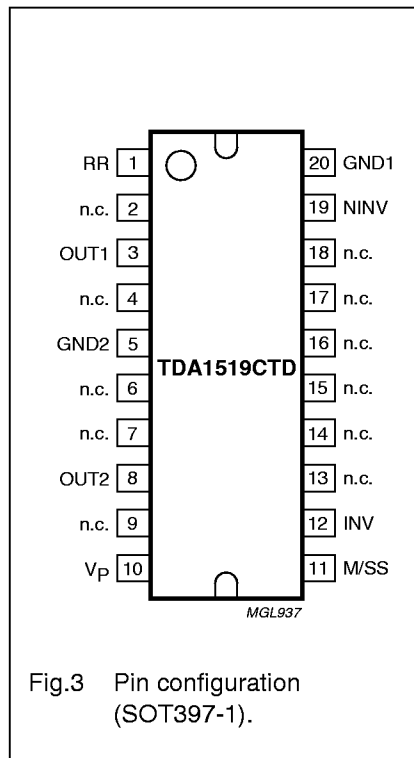 RR 1 20 GND1
n.c. 2 19 NINV
OUT1 3 18 n.c.
n.c. 4 17 n.c.
GND2 5 16 n.c.
TDA1519CTD
n.c. 6 15 n.c.
n.c. 7 14 n.c.
OUT2 8 13 n.c.
n.c. 9 12 INV
VP 10 11 M/SS
MGL937
Fig.3 Pin configuration
(SOT397-1).